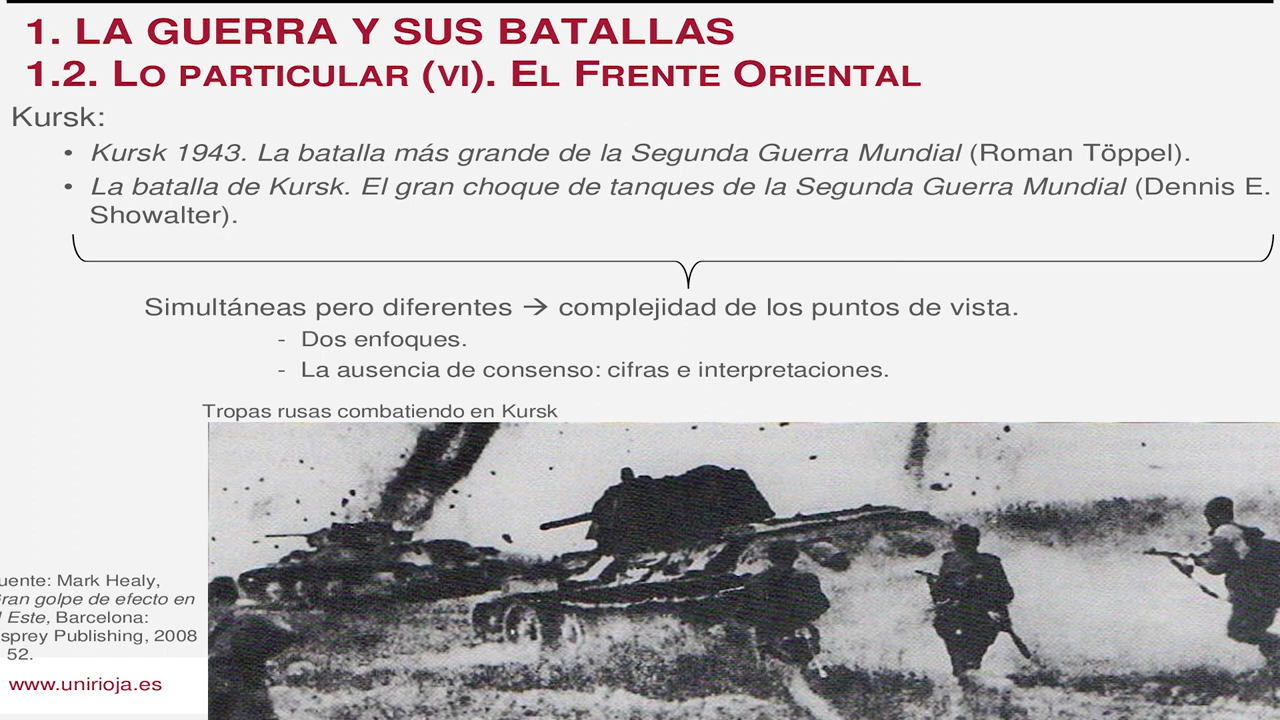 1. LA GUERRA Y SUS BATALLAS
1.2. LO PARTICULAR (VI). EL FRENTE ORIENTAL
Kursk:
• Kursk 1943. La batalla más grande de la Segunda Guerra Mundial (Roman Töppel).
• La batalla de Kursk. El gran choque de tanques de la Segunda Guerra Mundial (Dennis E.
Showalter).
Simultáneas pero diferentes → complejidad de los puntos de vista.
- Dos enfoques.
- La ausencia de consenso: cifras e interpretaciones.
Tropas rusas combatiendo en Kursk
uente: Mark Healy,
ran golpe de efecto en
l Este, Barcelona:
sprey Publishing, 2008
52.
www.unirioja.es